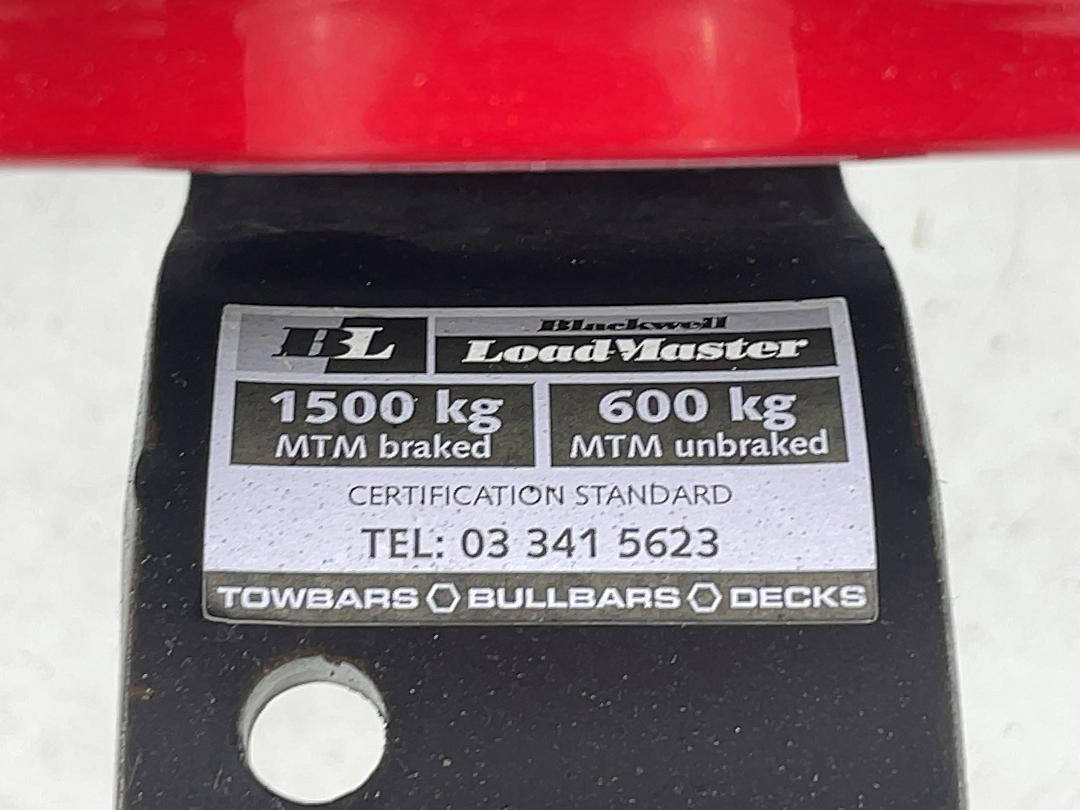 BL
Blackwell
LoadMaster
1500 kg
MTM braked
600 kg
MTM unbraked
CERTIFICATION STANDARD
TEL: 03 341 5623
TOWBARS BULLBARS DECKS